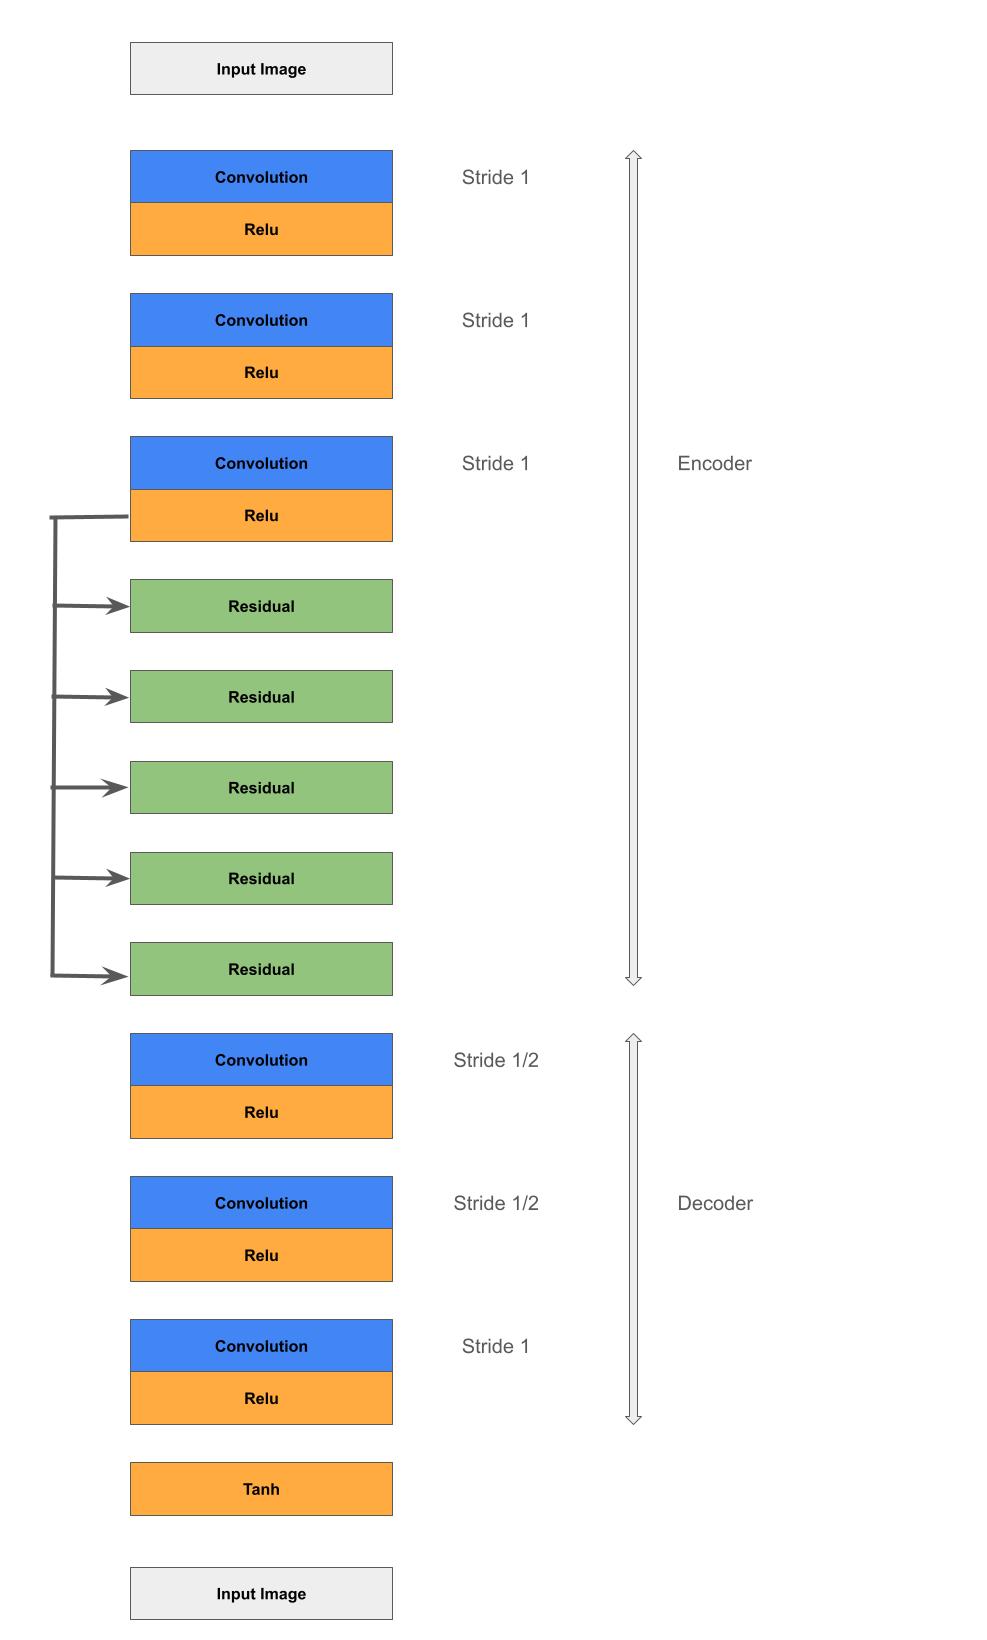 Input Image
Convolution
Stride 1
Relu
Convolution
Stride 1
Relu
Convolution
Stride 1
Encoder
Relu
Residual
Residual
Residual
Residual
Residual
Convolution
Stride 1/2
Relu
Convolution
Stride 1/2
Decoder
Relu
Convolution
Stride 1
Relu
Tanh
Input Image